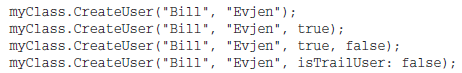 myClass.CreateUser("Bill", "Evjen");
myClass.CreateUser("Bill", "Evjen", true);
myClass.CreateUser("Bill", "Evjen", true, false);
myClass.CreateUser("Bill", "Evjen", isTrailUser: false);